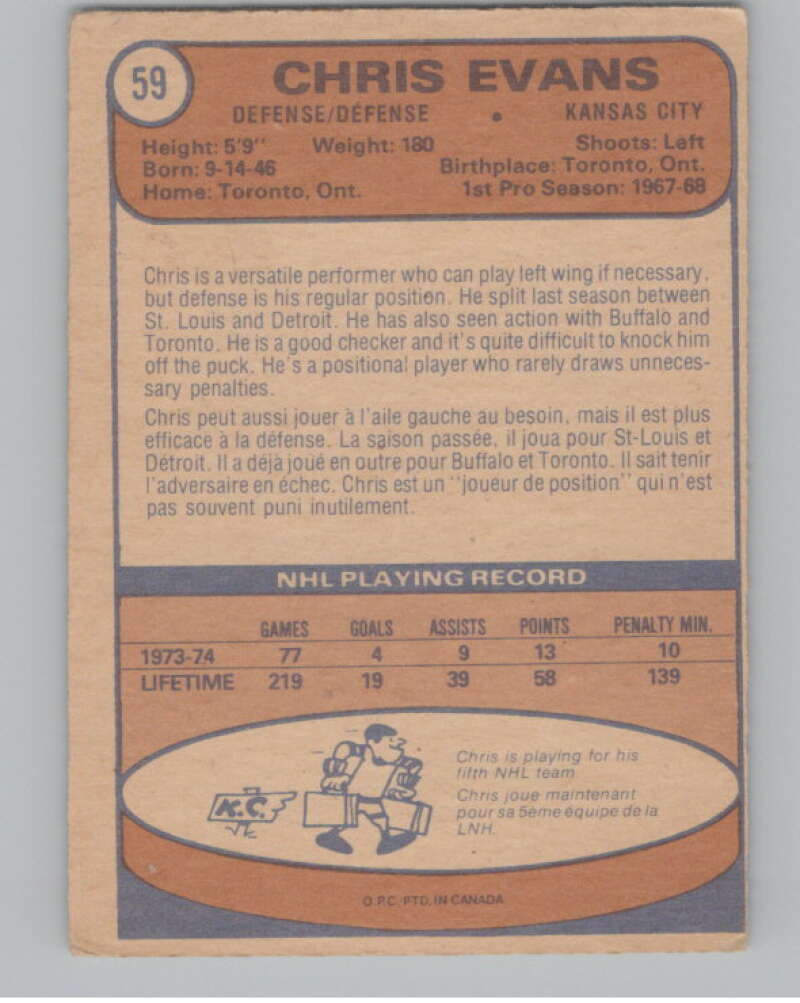 59
CHRIS EVANS
DEFENSE/DÉFENSE • KANSAS CITY
Height: 5'9" Weight: 180 Shoots: Left
Born: 9-14-46 Birthplace: Toronto, Ont.
Home: Toronto, Ont. 1st Pro Season: 1967-68
Chris is a versatile performer who can play left wing if necessary,
but defense is his regular position. He split last season between
St. Louis and Detroit. He has also seen action with Buffalo and
Toronto. He is a good checker and it's quite difficult to knock him
off the puck. He's a positional player who rarely draws unneces-
sary penalties.
Chris peut aussi jouer à l'aile gauche au besoin, mais il est plus
efficace à la défense. La saison passée, il joua pour St-Louis et
Détroit. Il a déjà joué en outre pour Buffalo et Toronto. Il sait tenir
l'adversaire en échec. Chris est un "joueur de position" qui n'est
pas souvent puni inutilement.
NHL PLAYING RECORD
GAMES GOALS ASSISTS POINTS PENALTY MIN.
1973-74 77 4 9 13 10
LIFETIME 219 19 39 58 139
K.C.
Chris is playing for his
fifth NHL team
Chris joue maintenant
pour sa 5ème équipe de la
LNH.
O.P.C. PTD. IN CANADA